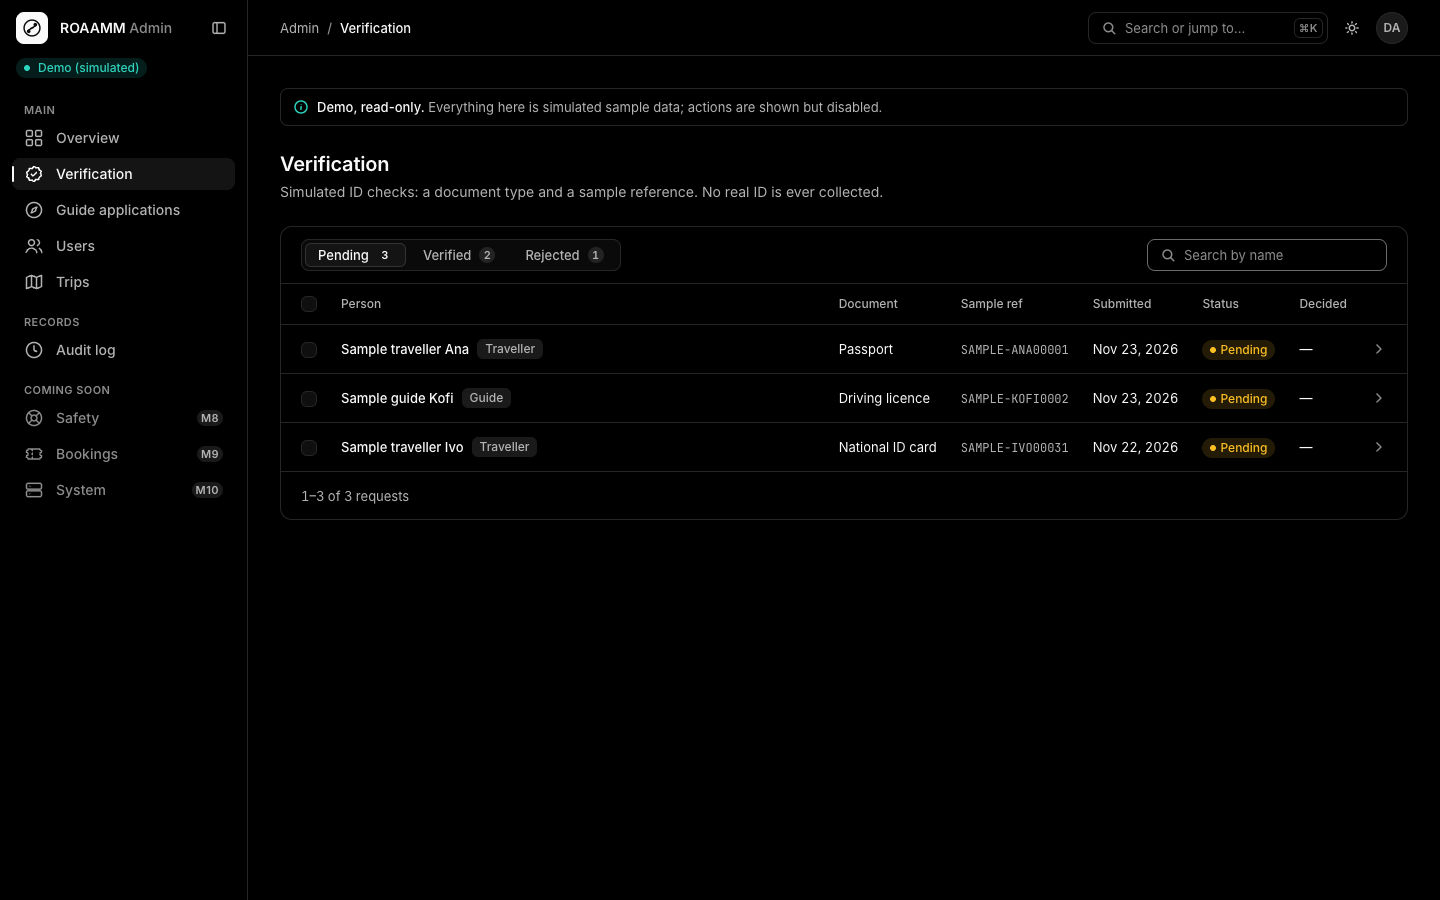 ROAAMM Admin
Demo (simulated)
MAIN
Overview
Verification
Guide applications
Users
Trips
RECORDS
Audit log
COMING SOON
Safety M8
Bookings M9
System M10
Admin / Verification
Search or jump to... ⌘K
DA
Demo, read-only. Everything here is simulated sample data; actions are shown but disabled.
Verification
Simulated ID checks: a document type and a sample reference. No real ID is ever collected.
Pending 3 Verified 2 Rejected 1
Search by name
Person Document Sample ref Submitted Status Decided
Sample traveller Ana Traveller Passport SAMPLE-ANA00001 Nov 23, 2026 Pending —
Sample guide Kofi Guide Driving licence SAMPLE-KOFI0002 Nov 23, 2026 Pending —
Sample traveller Ivo Traveller National ID card SAMPLE-IVO00031 Nov 22, 2026 Pending —
1–3 of 3 requests